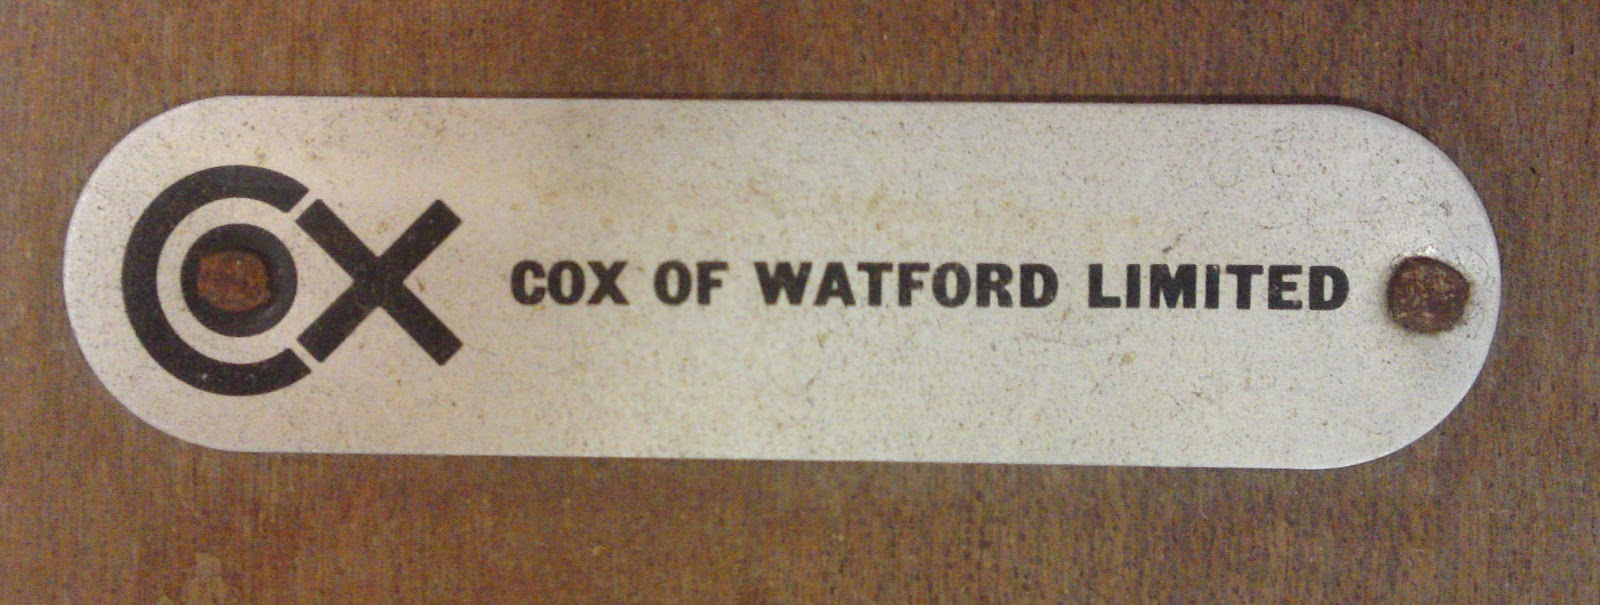 COX
COX OF WATFORD LIMITED